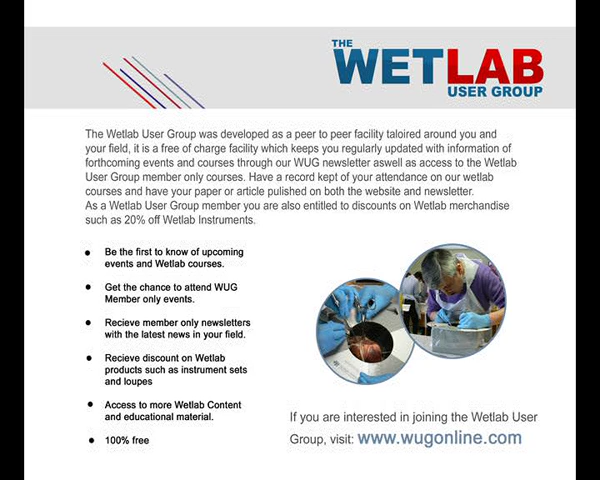 THE
WETLAB
USER GROUP
The Wetlab User Group was developed as a peer to peer facility taloired around you and
your field, it is a free of charge facility which keeps you regularly updated with information of
forthcoming events and courses through our WUG newsletter aswell as access to the Wetlab
User Group member only courses. Have a record kept of your attendance on our wetlab
courses and have your paper or article pulished on both the website and newsletter.
As a Wetlab User Group member you are also entitled to discounts on Wetlab merchandise
such as 20% off Wetlab Instruments.
• Be the first to know of upcoming
events and Wetlab courses.
• Get the chance to attend WUG
Member only events.
• Recieve member only newsletters
with the latest news in your field.
• Recieve discount on Wetlab
products such as instrument sets
and loupes
• Access to more Wetlab Content
and educational material.
• 100% free
If you are interested in joining the Wetlab User
Group, visit: www.wugonline.com